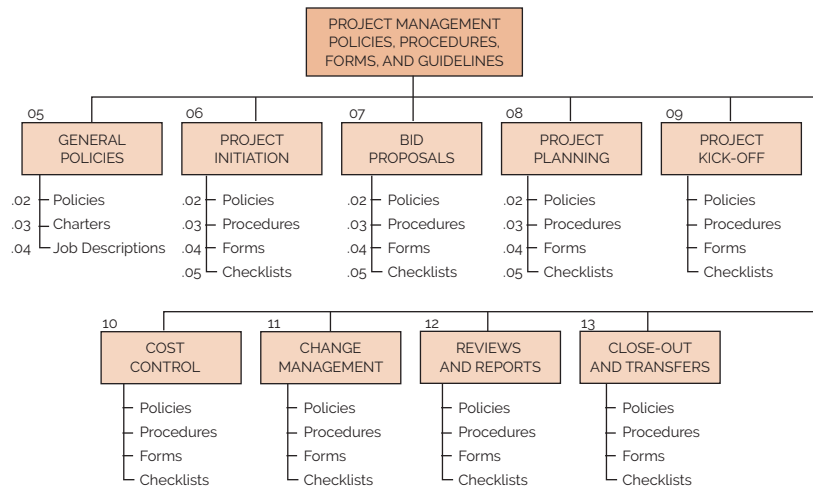 PROJECT MANAGEMENT
POLICIES, PROCEDURES,
FORMS, AND GUIDELINES
05
GENERAL
POLICIES
.02 Policies
.03 Charters
.04 Job Descriptions
06
PROJECT
INITIATION
.02 Policies
.03 Procedures
.04 Forms
.05 Checklists
07
BID
PROPOSALS
.02 Policies
.03 Procedures
.04 Forms
.05 Checklists
08
PROJECT
PLANNING
.02 Policies
.03 Procedures
.04 Forms
.05 Checklists
09
PROJECT
KICK-OFF
Policies
Procedures
Forms
Checklists
10
COST
CONTROL
Policies
Procedures
Forms
Checklists
11
CHANGE
MANAGEMENT
Policies
Procedures
Forms
Checklists
12
REVIEWS
AND REPORTS
Policies
Procedures
Forms
Checklists
13
CLOSE-OUT
AND TRANSFERS
Policies
Procedures
Forms
Checklists